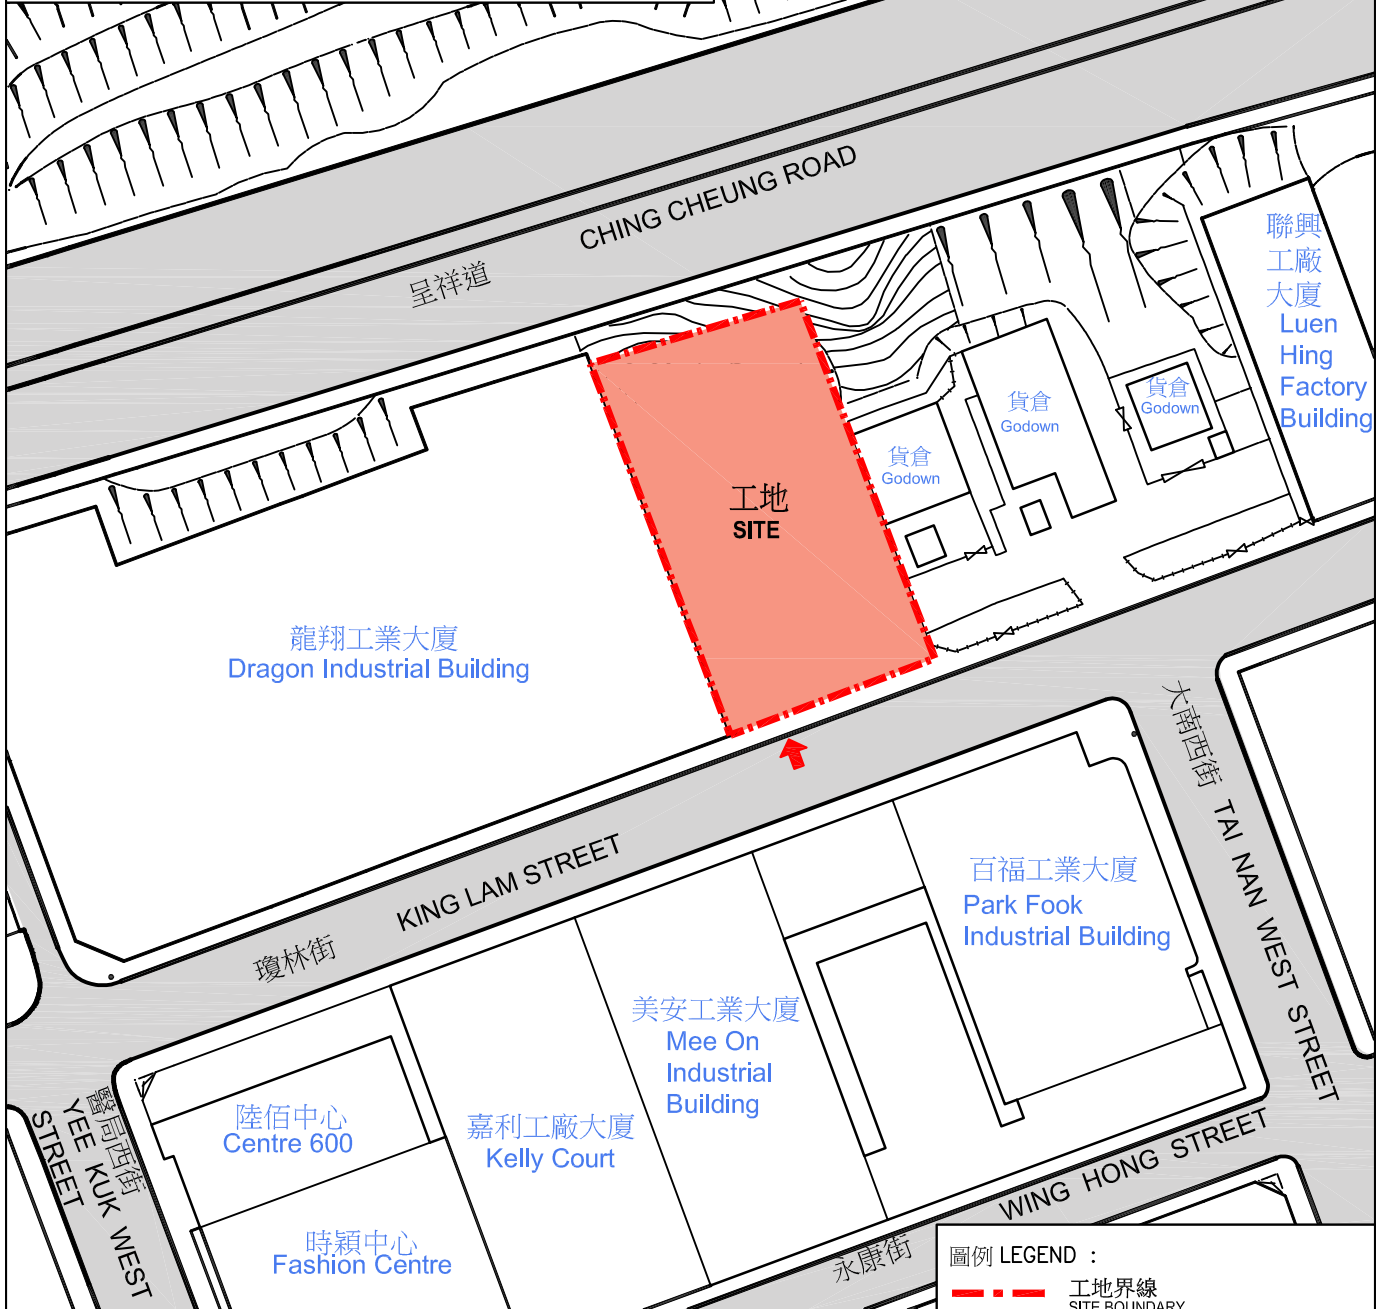 CHING CHEUNG ROAD
呈祥道
聯興
工廠
大廈
Luen
Hing
Factory
Building
貨倉
Godown
貨倉
Godown
貨倉
Godown
工地
SITE
龍翔工業大廈
Dragon Industrial Building
大南西街 TAI NAN WEST STREET
KING LAM STREET
瓊林街
百福工業大廈
Park Fook
Industrial Building
美安工業大廈
Mee On
Industrial
Building
陸佰中心
Centre 600
嘉利工廠大廈
Kelly Court
醫局西街
YEE KUK WEST
STREET
時穎中心
Fashion Centre
WING HONG STREET
永康街
圖例 LEGEND :
工地界線
SITE BOUNDARY